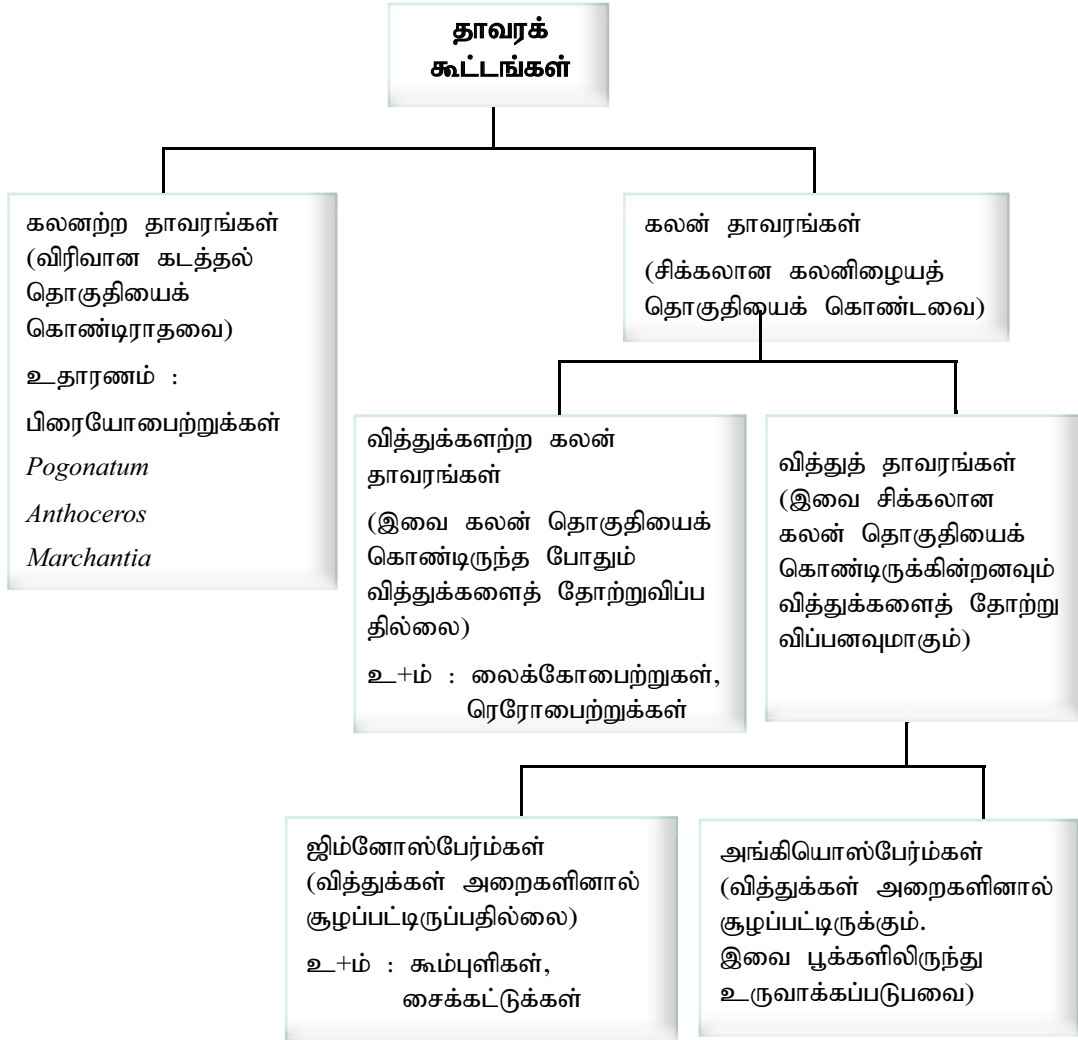 தாவரக்
கூட்டங்கள்
கலனற்ற தாவரங்கள்
(விரிவான கடத்தல்
தொகுதியைக்
கொண்டிராதவை)
உதாரணம் :
பிரையோபைற்றுக்கள்
Pogonatum
Anthoceros
Marchantia
கலன் தாவரங்கள்
(சிக்கலான கலனிழையத்
தொகுதியைக் கொண்டவை)
வித்துக்களற்ற கலன்
தாவரங்கள்
(இவை கலன் தொகுதியைக்
கொண்டிருந்த போதும்
வித்துக்களைத் தோற்றுவிப்ப
தில்லை)
உ+ம் : லைக்கோபைற்றுகள்,
ரெரோபைற்றுக்கள்
வித்துத் தாவரங்கள்
(இவை சிக்கலான
கலன் தொகுதியைக்
கொண்டிருக்கின்றனவும்
வித்துக்களைத் தோற்று
விப்பனவுமாகும்)
ஜிம்னோஸ்பேர்ம்கள்
(வித்துக்கள் அறைகளினால்
சூழப்பட்டிருப்பதில்லை)
உ+ம் : கூம்புளிகள்,
சைக்கட்டுக்கள்
அங்கியொஸ்பேர்ம்கள்
(வித்துக்கள் அறைகளினால்
சூழப்பட்டிருக்கும்.
இவை பூக்களிலிருந்து
உருவாக்கப்படுபவை)